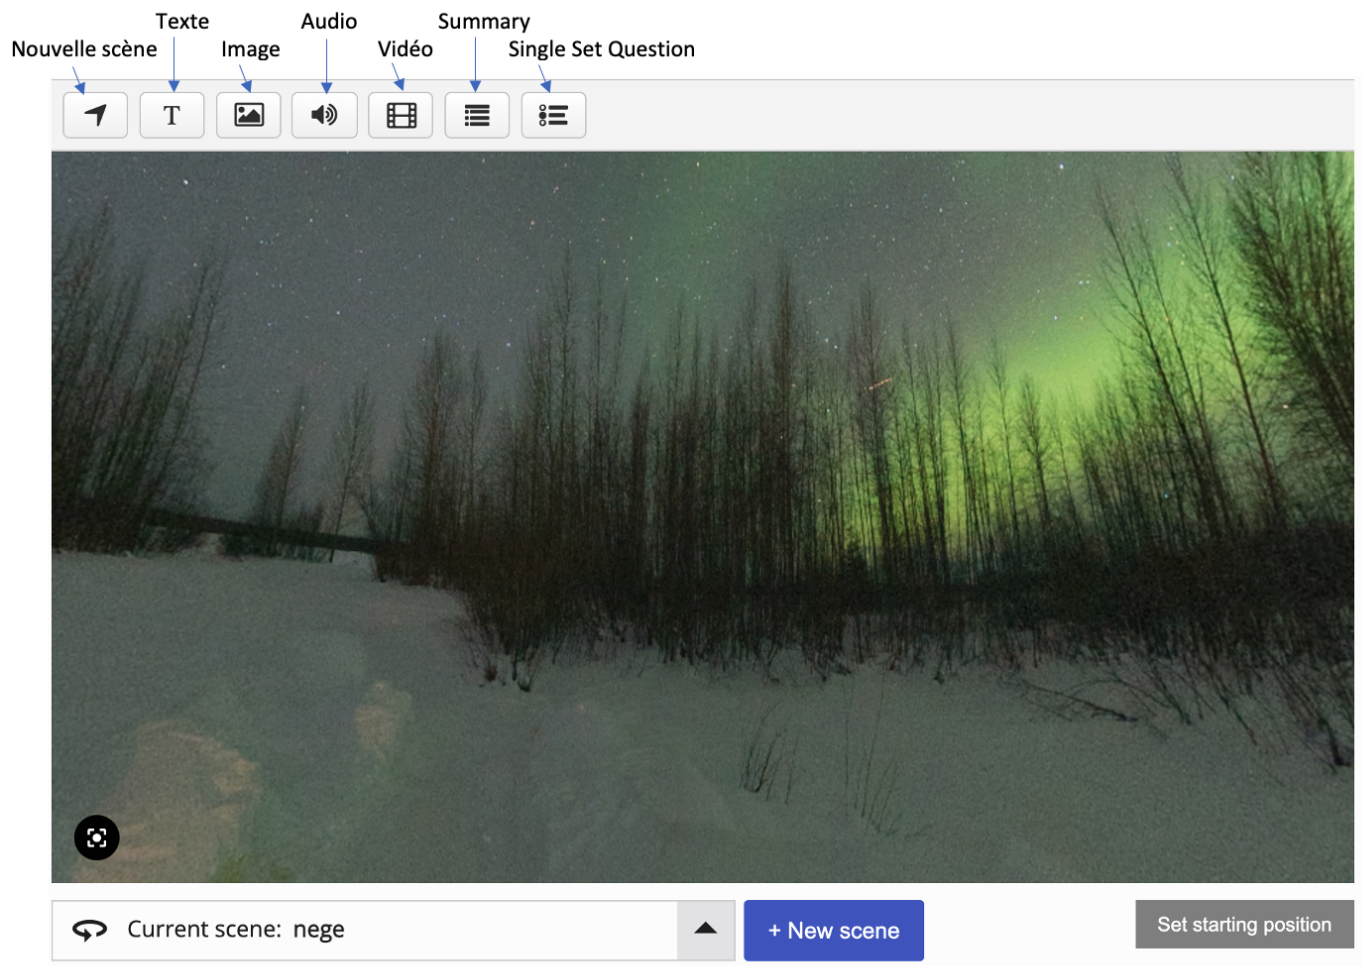 Texte Audio Summary
Nouvelle scène Image Vidéo Single Set Question
T
Current scene: nege
+ New scene
Set starting position